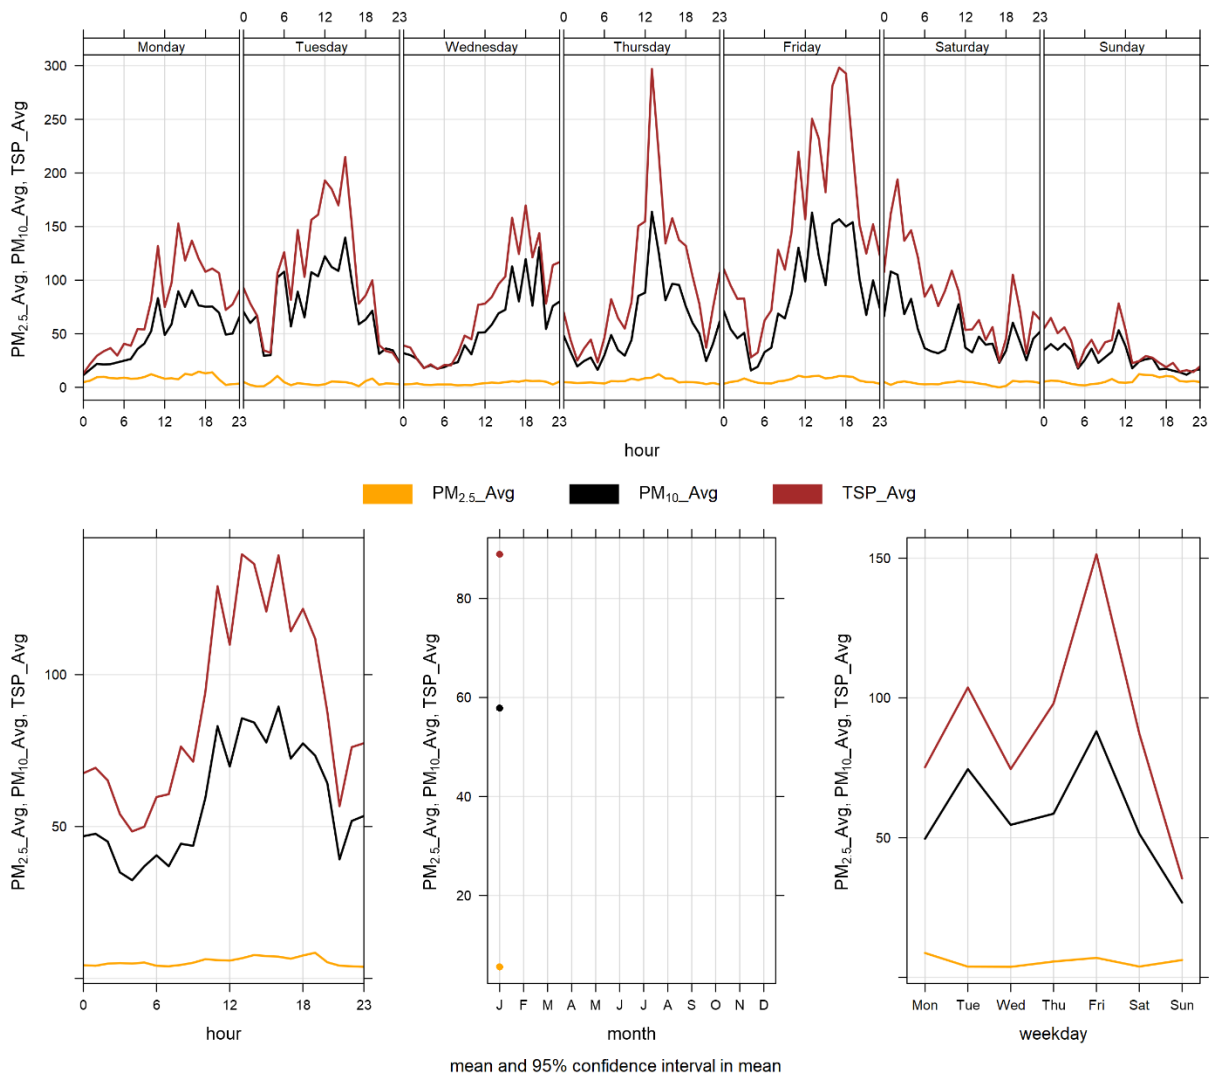 0 6 12 18 23 0 6 12 18 23 0 6 12 18 23
Monday Tuesday Wednesday Thursday Friday Saturday Sunday
PM2.5_Avg, PM10_Avg, TSP_Avg
300
250
200
150
100
50
0
0 6 12 18 23 0 6 12 18 23 0 6 12 18 23 0 6 12 18 23
hour
PM2.5_Avg PM10_Avg TSP_Avg
PM2.5_Avg, PM10_Avg, TSP_Avg
100
50
0 6 12 18 23
hour
PM2.5_Avg, PM10_Avg, TSP_Avg
80
60
40
20
J F M A M J J A S O N D
month
PM2.5_Avg, PM10_Avg, TSP_Avg
150
100
50
Mon Tue Wed Thu Fri Sat Sun
weekday
mean and 95% confidence interval in mean